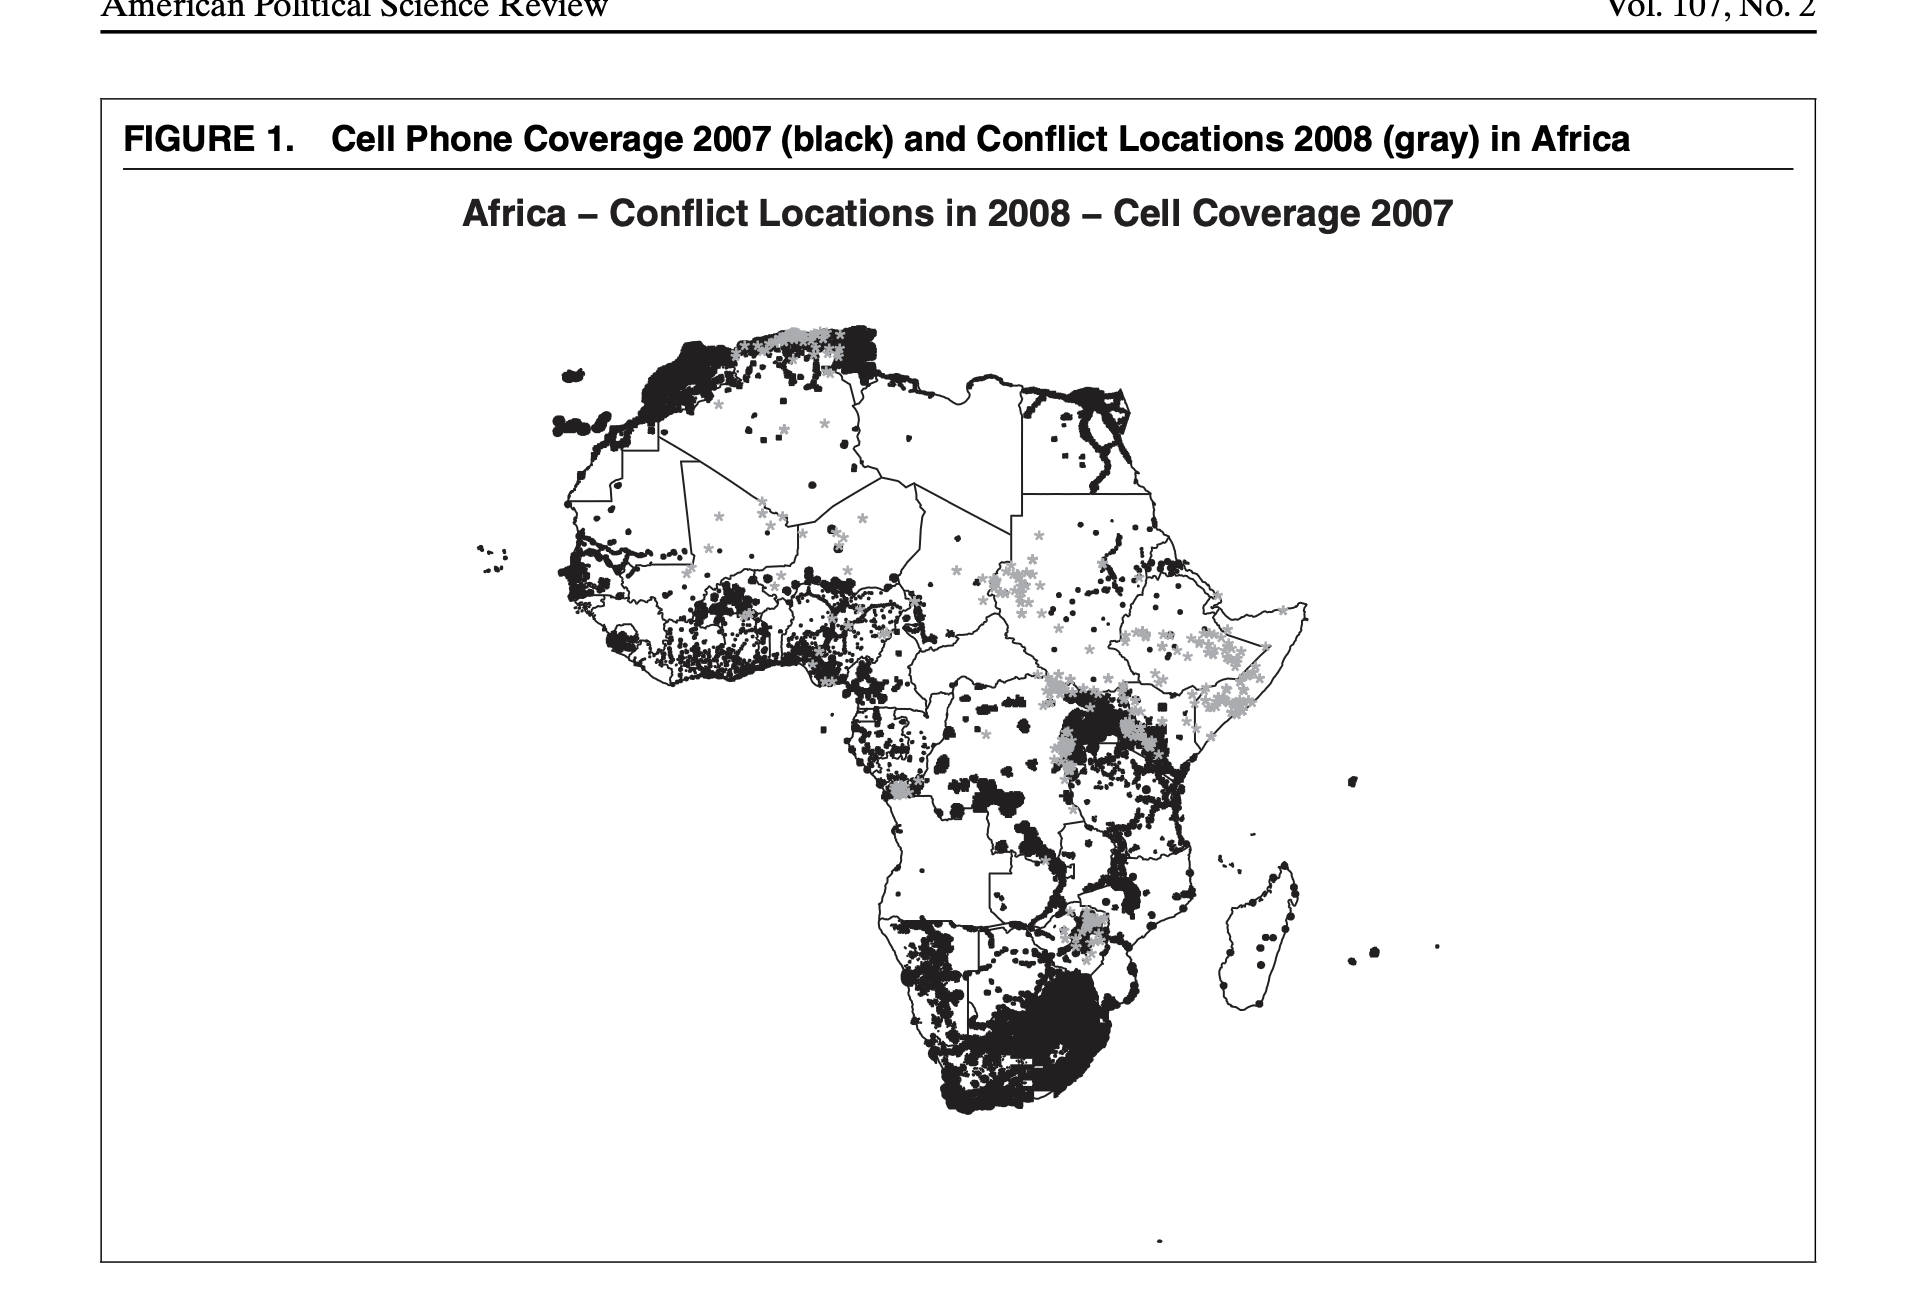 American Political Science Review
Vol. 107, No. 2
FIGURE 1. Cell Phone Coverage 2007 (black) and Conflict Locations 2008 (gray) in Africa
Africa – Conflict Locations in 2008 – Cell Coverage 2007